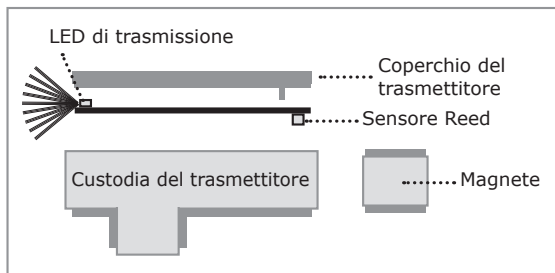 LED di trasmissione
Coperchio del
trasmettitore
Sensore Reed
Custodia del trasmettitore
Magnete